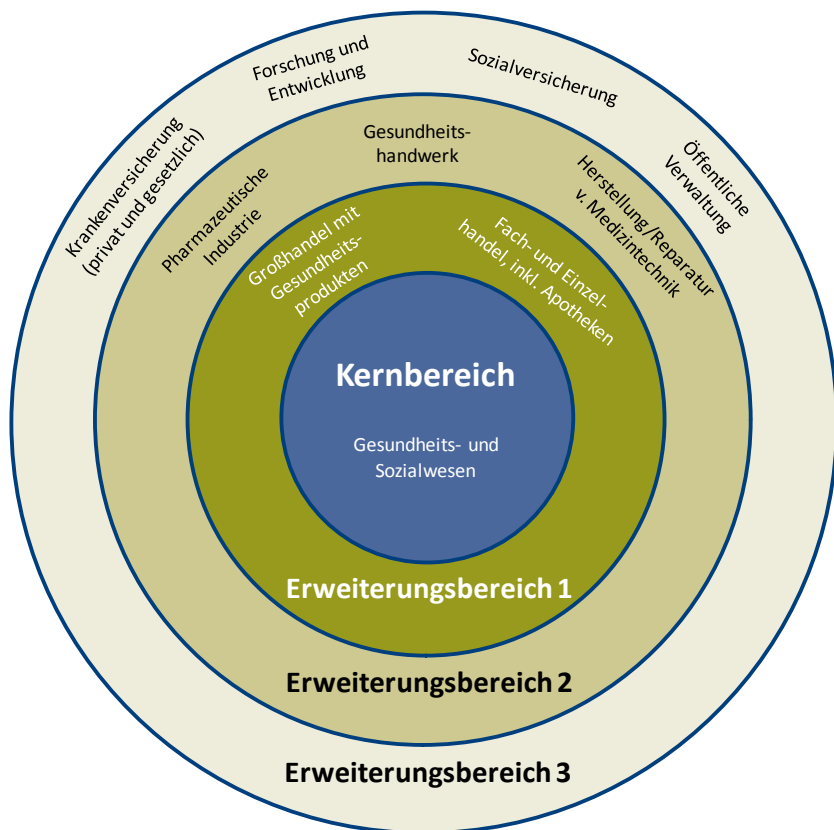 Forschung und
Entwicklung
Sozialversicherung
Krankenversicherung
(privat und gesetzlich)
Öffentliche
Verwaltung
Gesundheits-
handwerk
Pharmazeutische
Industrie
Herstellung/Reparatur
v. Medizintechnik
Großhandel mit
Gesundheits-
produkten
Fach- und Einzel-
handel, inkl. Apotheken
Kernbereich
Gesundheits- und
Sozialwesen
Erweiterungsbereich 1
Erweiterungsbereich 2
Erweiterungsbereich 3